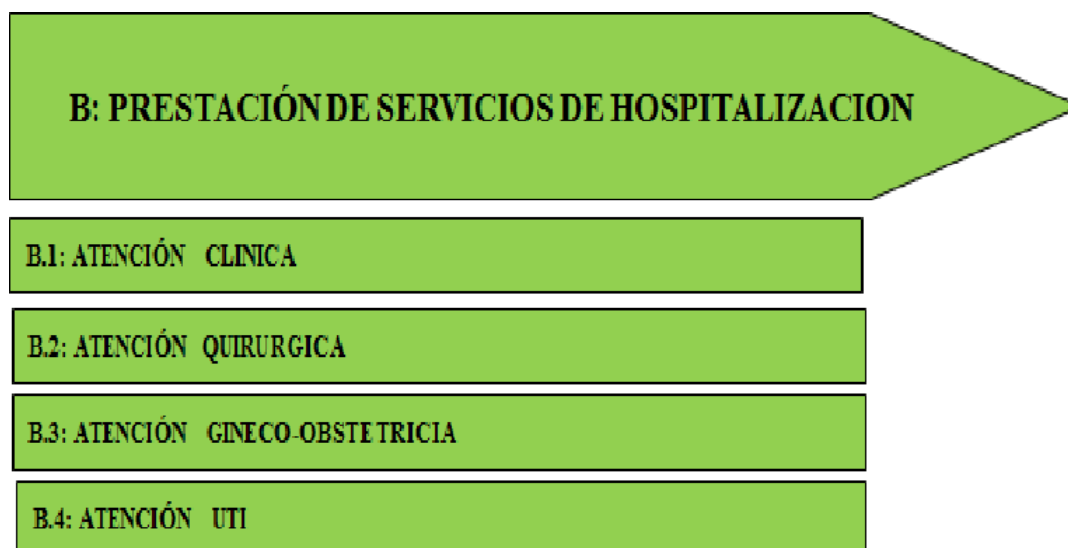 B: PRESTACIÓN DE SERVICIOS DE HOSPITALIZACION
B.1: ATENCIÓN CLINICA
B.2: ATENCIÓN QUIRURGICA
B.3: ATENCIÓN GINECO-OBSTETRICIA
B.4: ATENCIÓN UTI